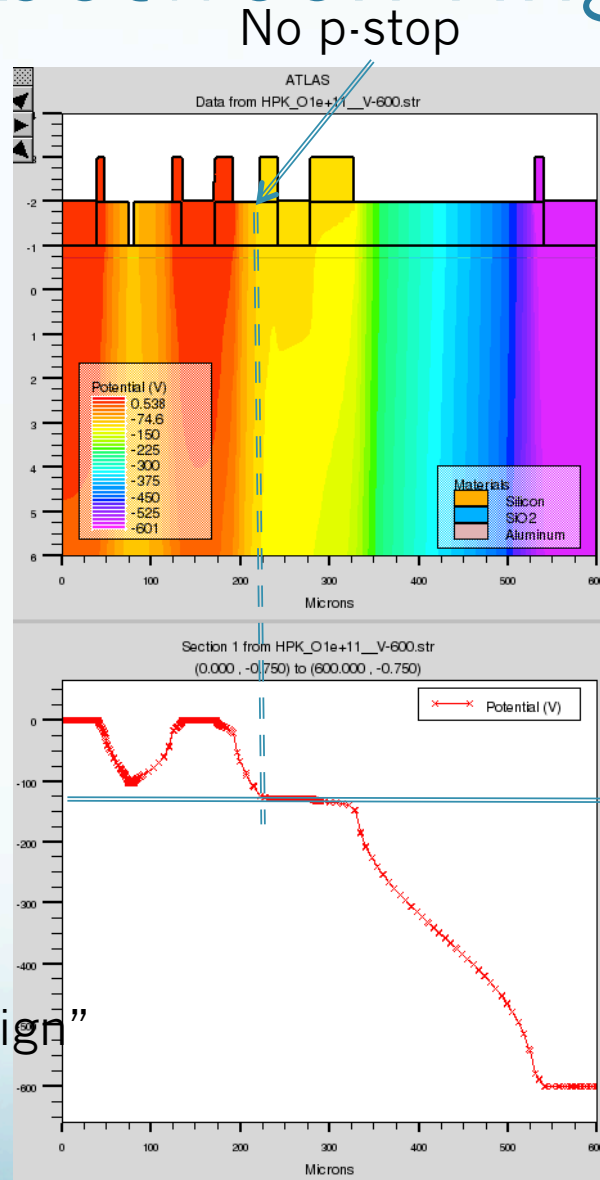 No p-stop
ATLAS
Data from HPK_O1e+11__V-600.str
-2
-1
0
1
2
3
4
5
6
Potential (V)
0.538
-74.6
-150
-225
-300
-375
-450
-525
-601
Materials
Silicon
SiO2
Aluminum
0 100 200 300 400 500
Microns
Section 1 from HPK_O1e+11__V-600.str
(0.000 , -0.750) to (600.000 , -0.750)
Potential (V)
0
-100
-200
-300
-400
ign”
-600
0 100 200 300 400 500
Microns